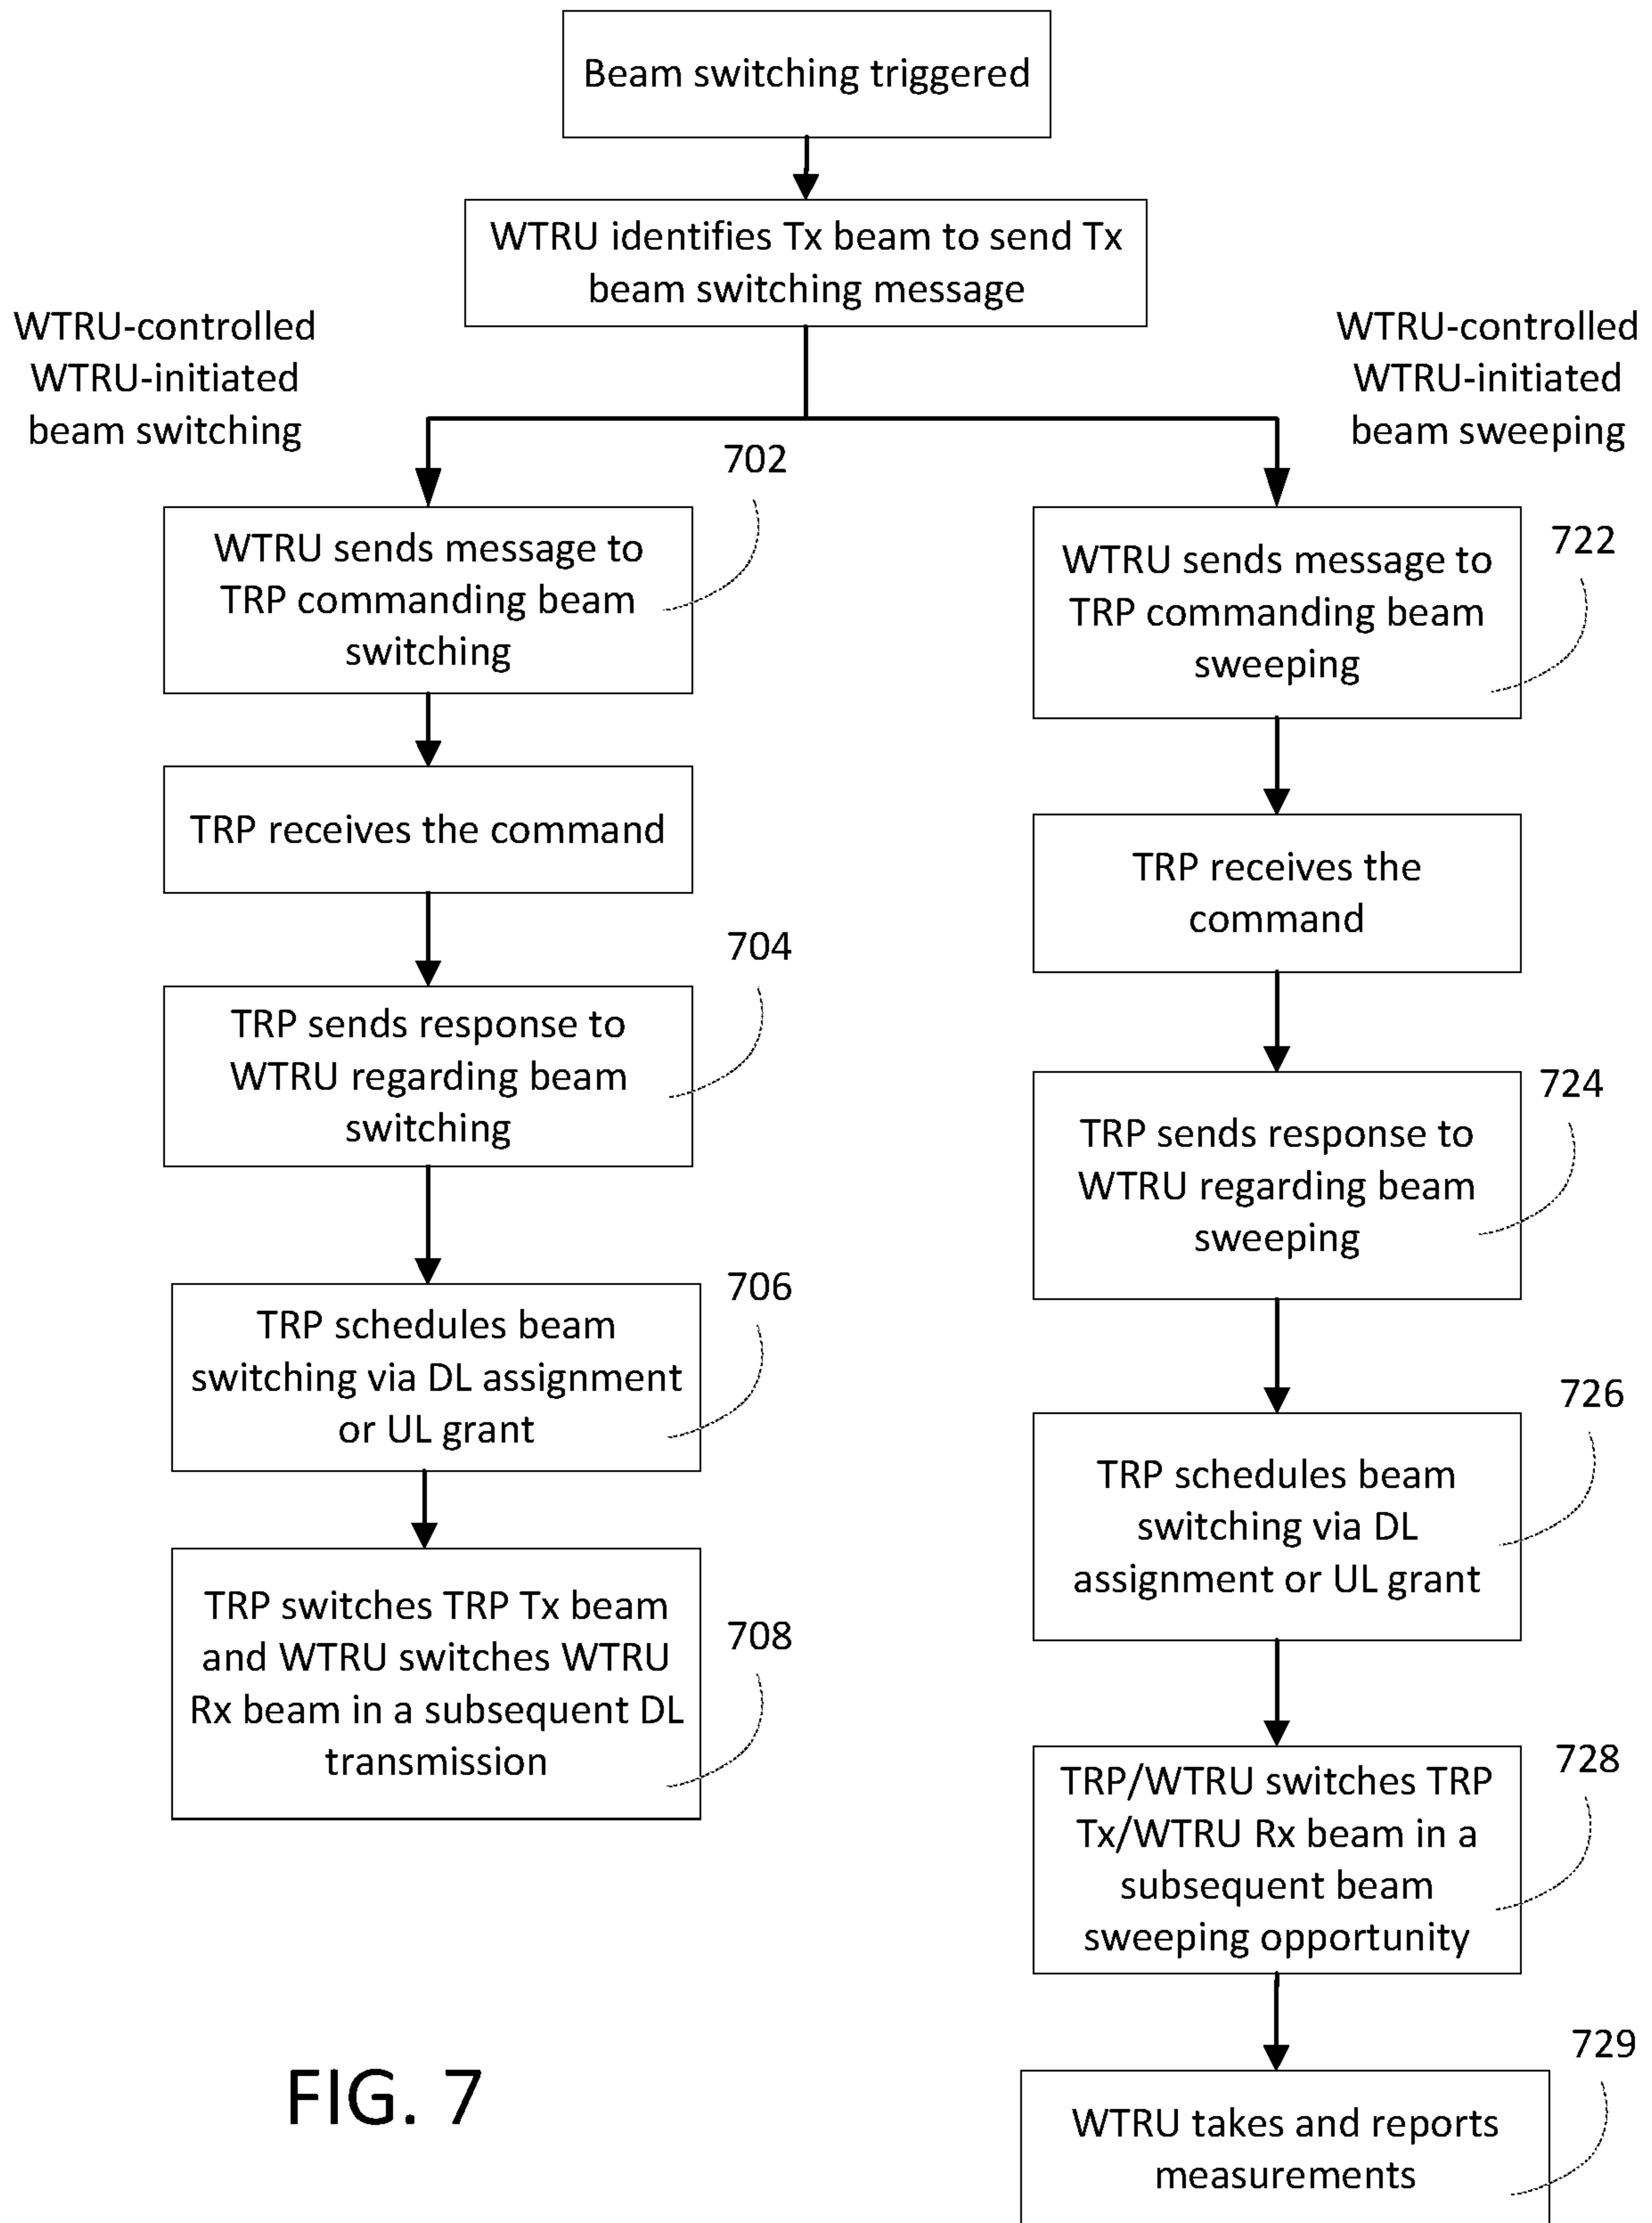 Beam switching triggered
WTRU identifies Tx beam to send Tx
beam switching message
WTRU-controlled
WTRU-initiated
beam switching
WTRU-controlled
WTRU-initiated
beam sweeping
702
WTRU sends message to
TRP commanding beam
switching
TRP receives the command
704
TRP sends response to
WTRU regarding beam
switching
706
TRP schedules beam
switching via DL assignment
or UL grant
708
TRP switches TRP Tx beam
and WTRU switches WTRU
Rx beam in a subsequent DL
transmission
722
WTRU sends message to
TRP commanding beam
sweeping
TRP receives the
command
724
TRP sends response to
WTRU regarding beam
sweeping
726
TRP schedules beam
switching via DL
assignment or UL grant
728
TRP/WTRU switches TRP
Tx/WTRU Rx beam in a
subsequent beam
sweeping opportunity
729
WTRU takes and reports
measurements
FIG. 7